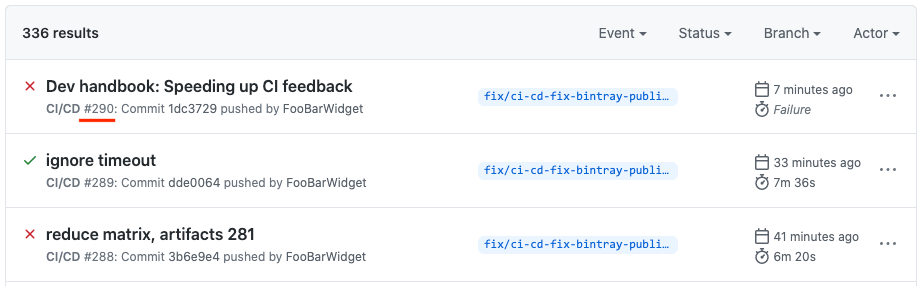 336 results
Event Status Branch Actor
Dev handbook: Speeding up CI feedback
CI/CD #290: Commit 1dc3729 pushed by FooBarWidget
fix/ci-cd-fix-bintray-publi…
7 minutes ago
Failure
ignore timeout
CI/CD #289: Commit dde0064 pushed by FooBarWidget
fix/ci-cd-fix-bintray-publi…
33 minutes ago
7m 36s
reduce matrix, artifacts 281
CI/CD #288: Commit 3b6e9e4 pushed by FooBarWidget
fix/ci-cd-fix-bintray-publi…
41 minutes ago
6m 20s